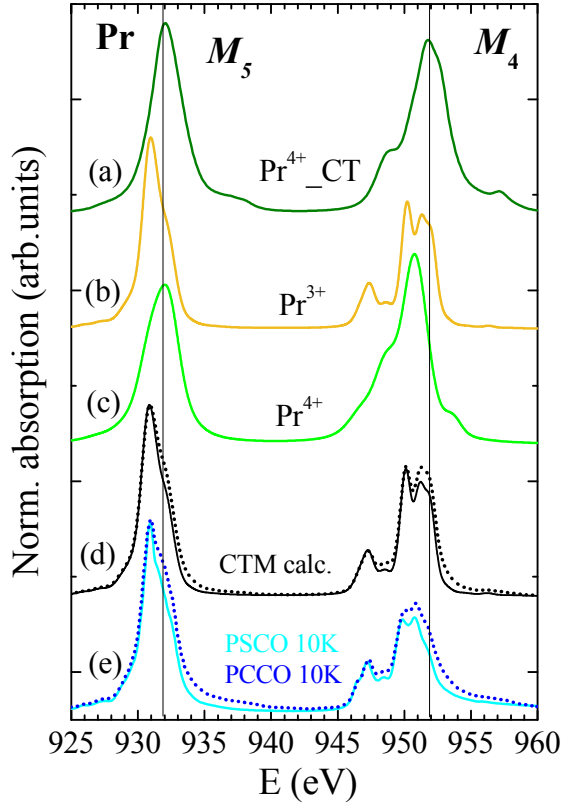 Pr
M₅
M₄
(a)
Pr⁴⁺_CT
(b)
Pr³⁺
(c)
Pr⁴⁺
(d)
CTM calc.
(e)
PSCO 10K
PCCO 10K
Norm. absorption (arb.units)
925 930 935 940 945 950 955 960
E (eV)